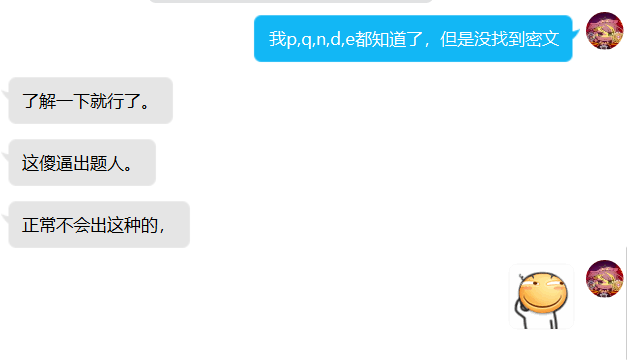 我p,q,n,d,e都知道了，但是没找到密文
了解一下就行了。
这傻逼出题人。
正常不会出这种的，